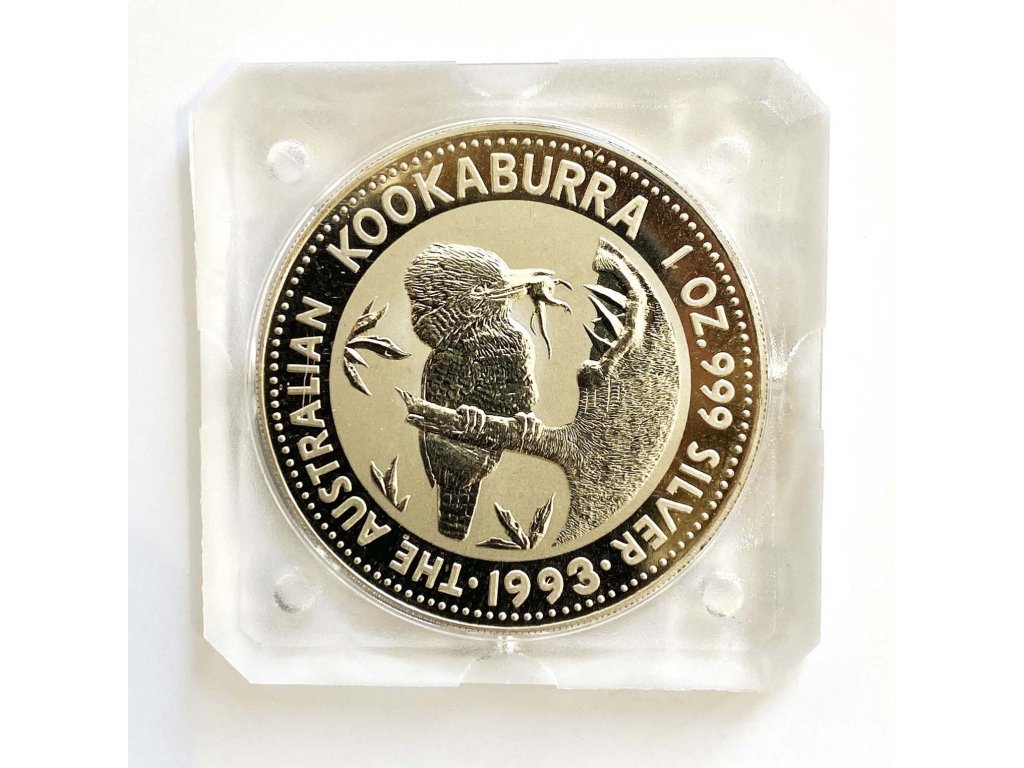 THE AUSTRALIAN KOOKABURRA 1 OZ. 999 SILVER
· 1993 ·